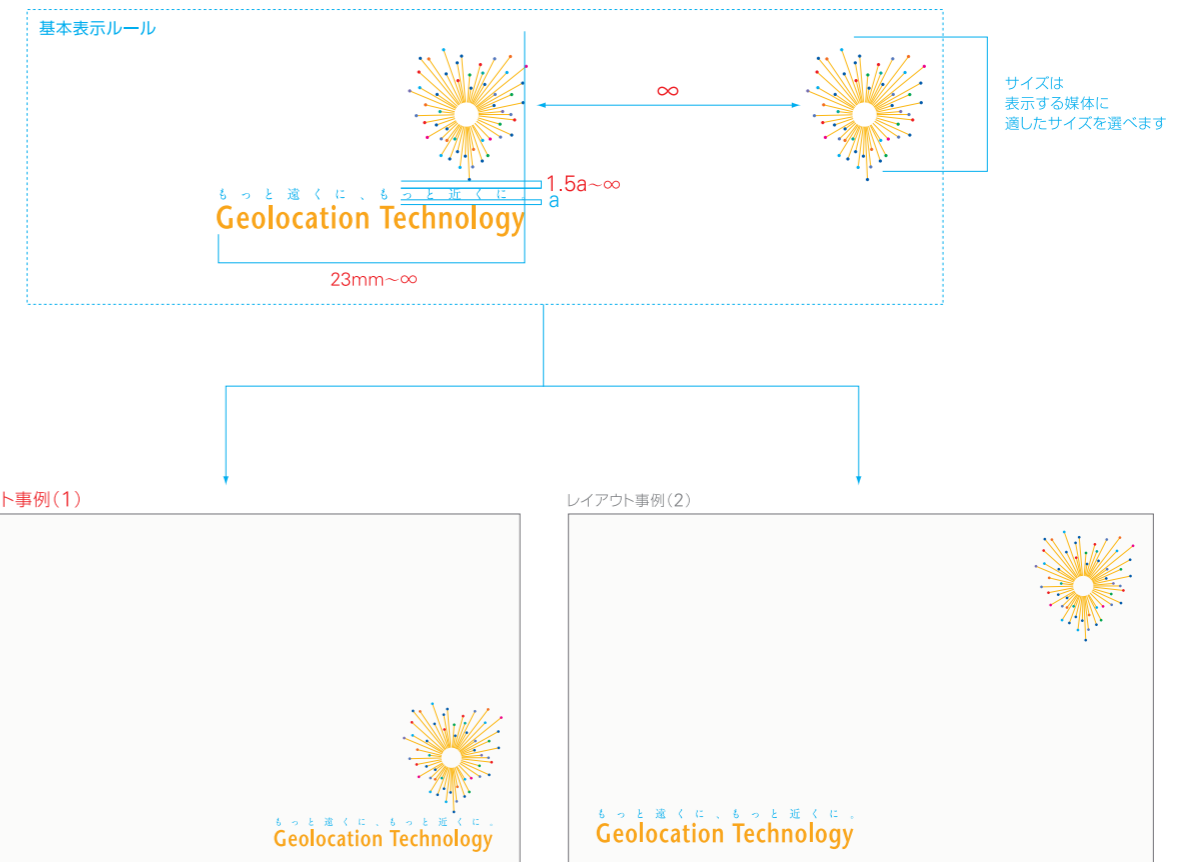 基本表示ルール
∞
サイズは
表示する媒体に
適したサイズを選べます
1.5a~∞
a
もっと遠くに、もっと近くに。
Geolocation Technology
23mm~∞
ト事例(1)
レイアウト事例(2)
もっと遠くに、もっと近くに。
Geolocation Technology
もっと遠くに、もっと近くに。
Geolocation Technology